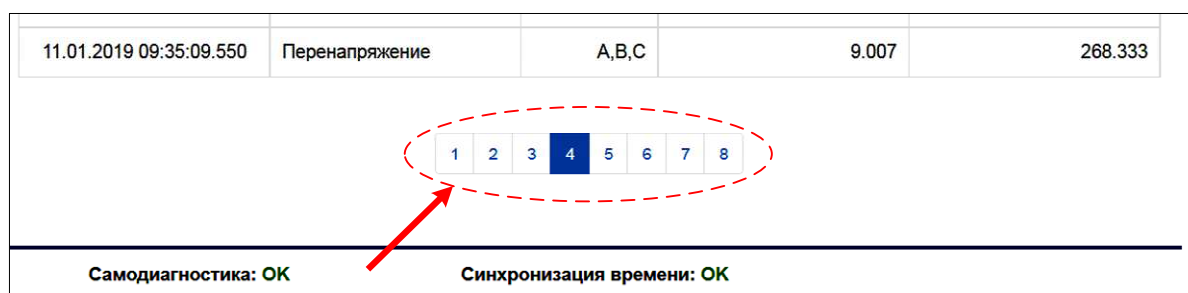 11.01.2019 09:35:09.550 Перенапряжение A,B,C 9.007 268.333
1 2 3 4 5 6 7 8
Самодиагностика: OK Синхронизация времени: OK